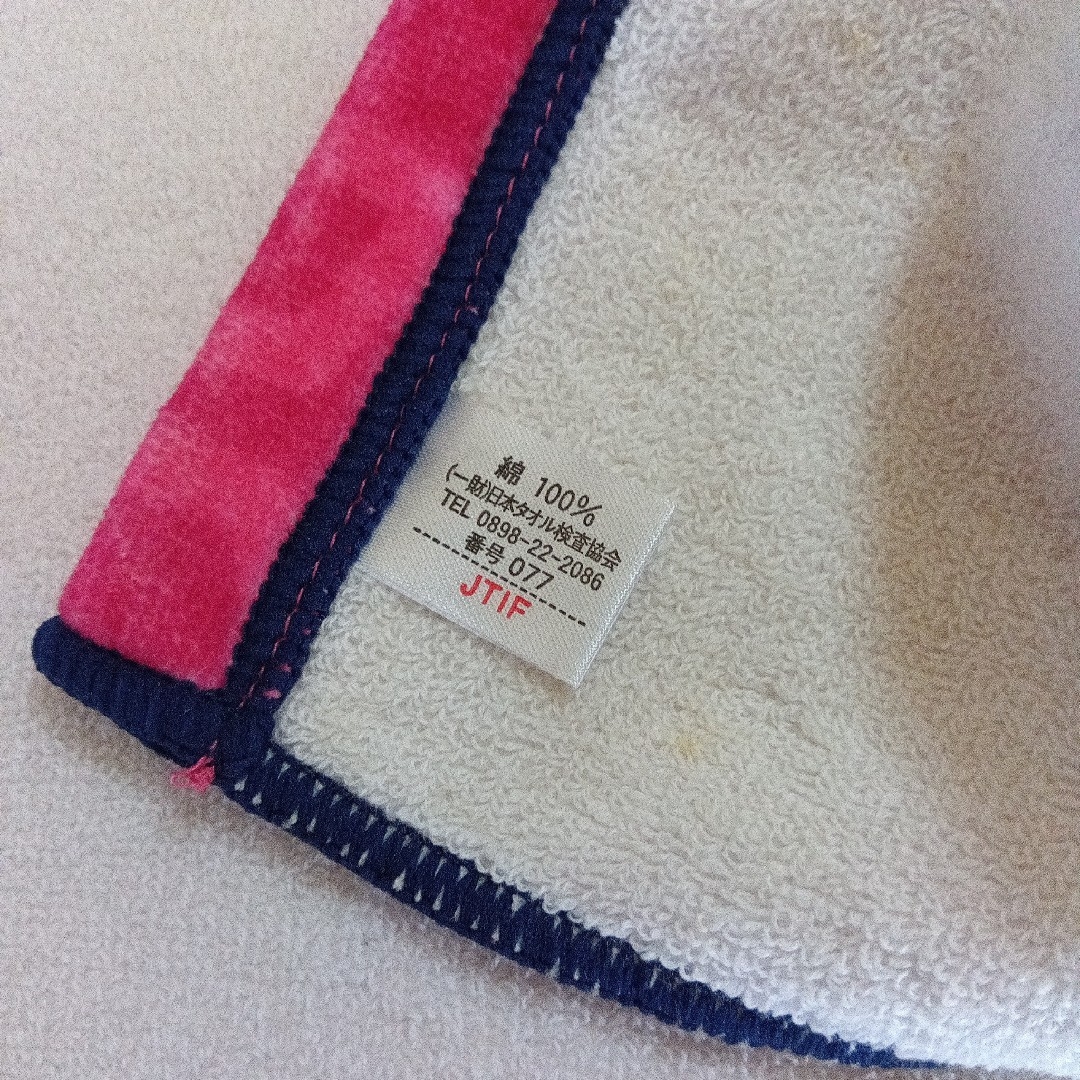 綿 100%
(一財)日本タオル検査協会
TEL 0898-22-2086
番号 077
JTIF